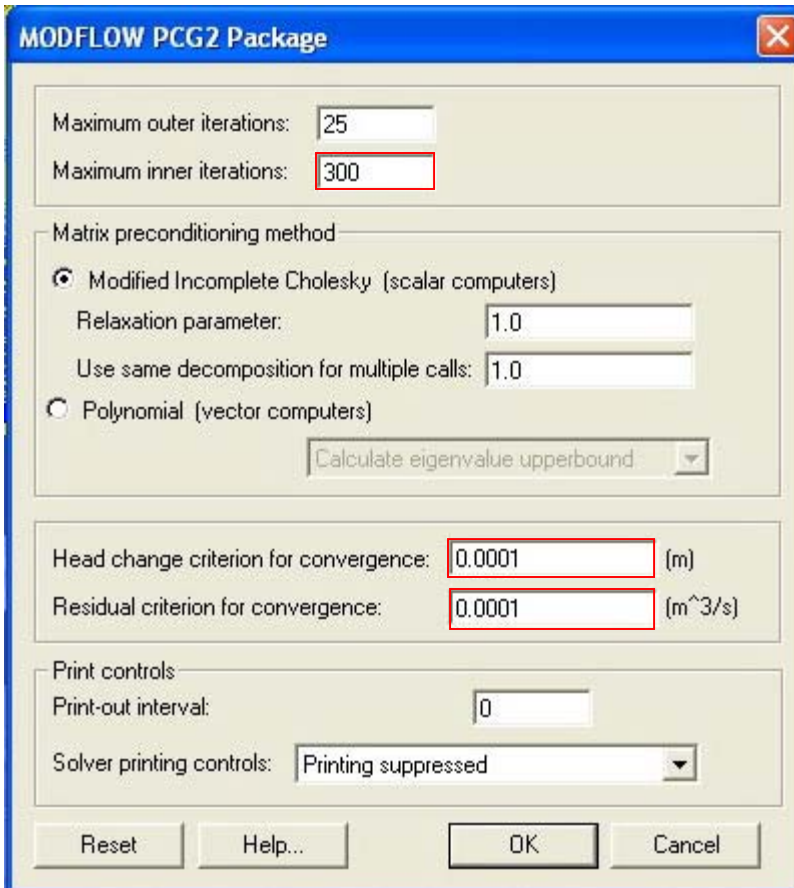 MODFLOW PCG2 Package
Maximum outer iterations: 25
Maximum inner iterations: 300
Matrix preconditioning method
Modified Incomplete Cholesky (scalar computers)
Relaxation parameter: 1.0
Use same decomposition for multiple calls: 1.0
Polynomial (vector computers)
Calculate eigenvalue upperbound
Head change criterion for convergence: 0.0001 (m)
Residual criterion for convergence: 0.0001 (m^3/s)
Print controls
Print-out interval: 0
Solver printing controls: Printing suppressed
Reset Help... OK Cancel